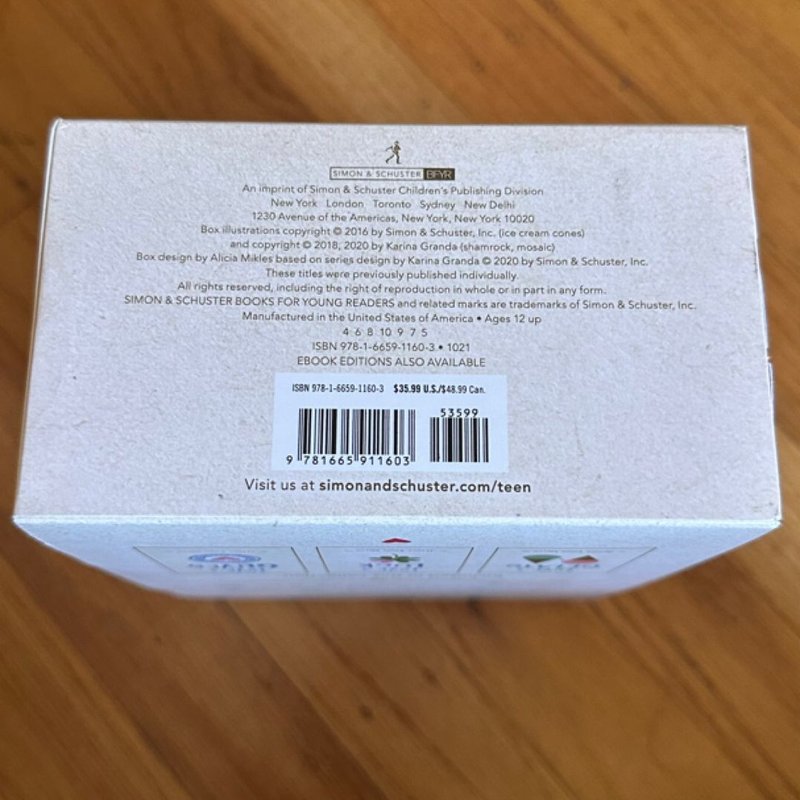 SIMON & SCHUSTER BFYR
An imprint of Simon & Schuster Children's Publishing Division
New York London Toronto Sydney New Delhi
1230 Avenue of the Americas, New York, New York 10020
Box illustrations copyright © 2016 by Simon & Schuster, Inc. (ice cream cones)
and copyright © 2018, 2020 by Karina Granda (shamrock, mosaic)
Box design by Alicia Mikles based on series design by Karina Granda © 2020 by Simon & Schuster, Inc.
These titles were previously published individually.
All rights reserved, including the right of reproduction in whole or in part in any form.
SIMON & SCHUSTER BOOKS FOR YOUNG READERS and related marks are trademarks of Simon & Schuster, Inc.
Manufactured in the United States of America • Ages 12 up
4 6 8 10 9 7 5
ISBN 978-1-6659-1160-3 • 1021
EBOOK EDITIONS ALSO AVAILABLE
ISBN 978-1-6659-1160-3 $35.99 U.S./$48.99 Can.
53599
9 781665 911603
Visit us at simonandschuster.com/teen